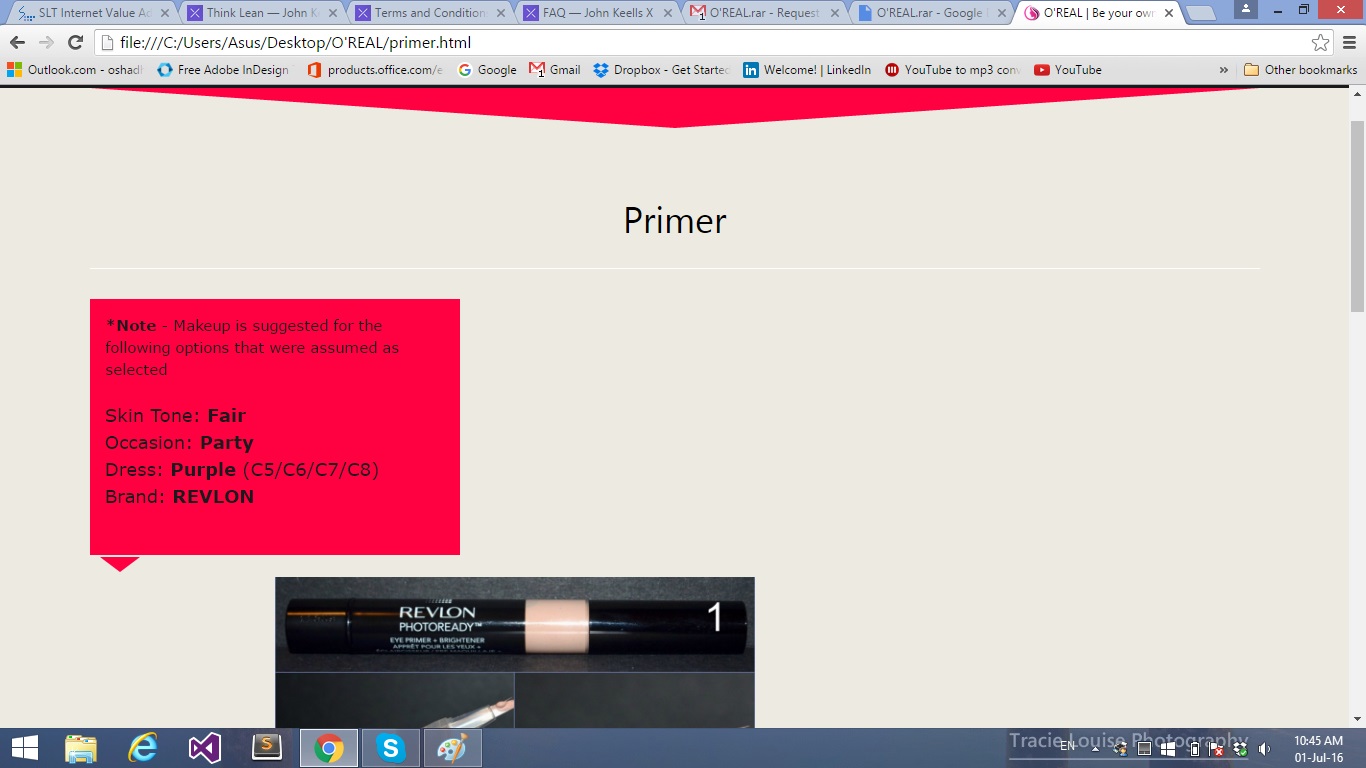 SLT Internet Value Ad
Think Lean — John K
Terms and Condition
FAQ — John Keells X
O'REAL.rar - Request
O'REAL.rar - Google
O'REAL | Be your own
file:///C:/Users/Asus/Desktop/O'REAL/primer.html
Outlook.com - oshad
Free Adobe InDesign
products.office.com/e
Google
Gmail
Dropbox - Get Started
Welcome! | LinkedIn
YouTube to mp3 con
YouTube
»
Other bookmarks
Primer
*Note - Makeup is suggested for the
following options that were assumed as
selected
Skin Tone: Fair
Occasion: Party
Dress: Purple (C5/C6/C7/C8)
Brand: REVLON
REVLON
PHOTOREADY™
EYE PRIMER + BRIGHTENER
APPRÊT POUR LES YEUX +
1
Tracie Louise Photography
EN
10:45 AM
01-Jul-16